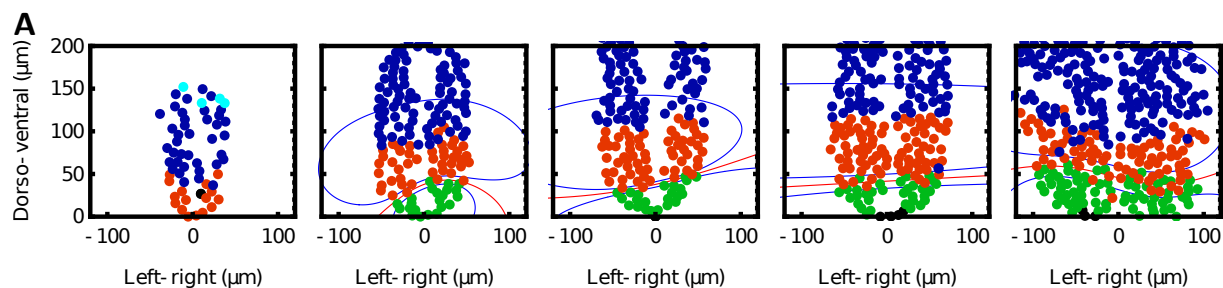 A
Dorso- ventral (µm)
200
150
100
50
0
- 100 0 100 - 100 0 100 - 100 0 100 - 100 0 100 - 100 0 100
Left- right (µm) Left- right (µm) Left- right (µm) Left- right (µm) Left- right (µm)